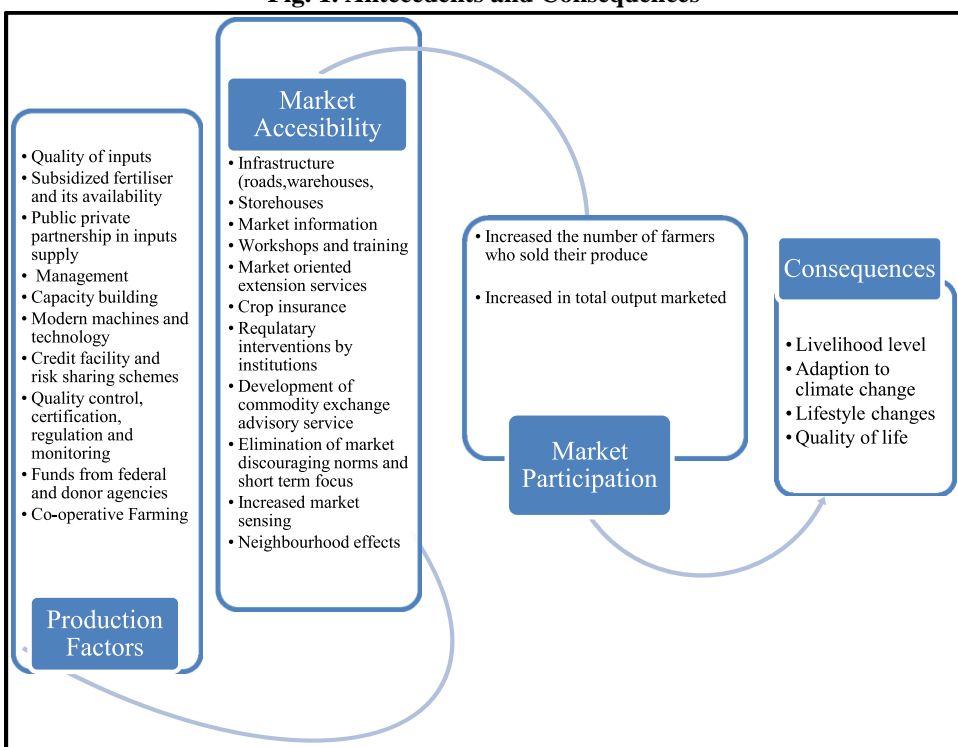 Fig. 1. Antecedents and Consequences
• Quality of inputs
• Subsidized fertiliser
and its availability
• Public private
partnership in inputs
supply
• Management
• Capacity building
• Modern machines and
technology
• Credit facility and
risk sharing schemes
• Quality control,
certification,
regulation and
monitoring
• Funds from federal
and donor agencies
• Co-operative Farming
Production
Factors
Market
Accesibility
• Infrastructure
(roads,warehouses,
• Storehouses
• Market information
• Workshops and training
• Market oriented
extension services
• Crop insurance
• Requlatary
interventions by
institutions
• Development of
commodity exchange
advisory service
• Elimination of market
discouraging norms and
short term focus
• Increased market
sensing
• Neighbourhood effects
• Increased the number of farmers
who sold their produce
• Increased in total output marketed
Market
Participation
Consequences
• Livelihood level
• Adaption to
climate change
• Lifestyle changes
• Quality of life